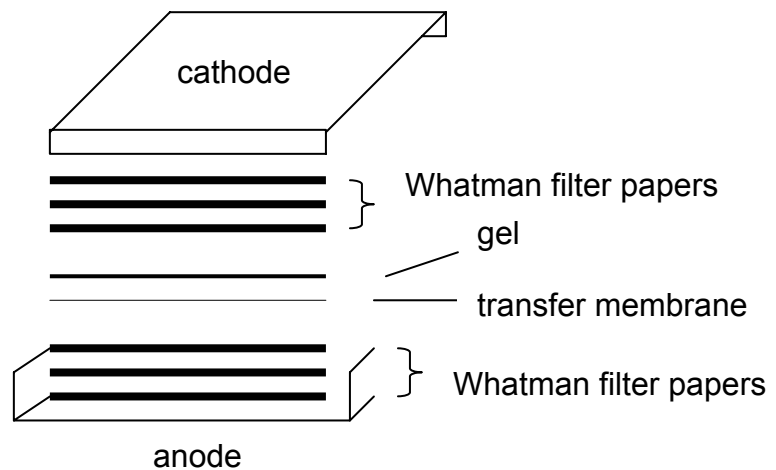 cathode
Whatman filter papers
gel
transfer membrane
Whatman filter papers
anode